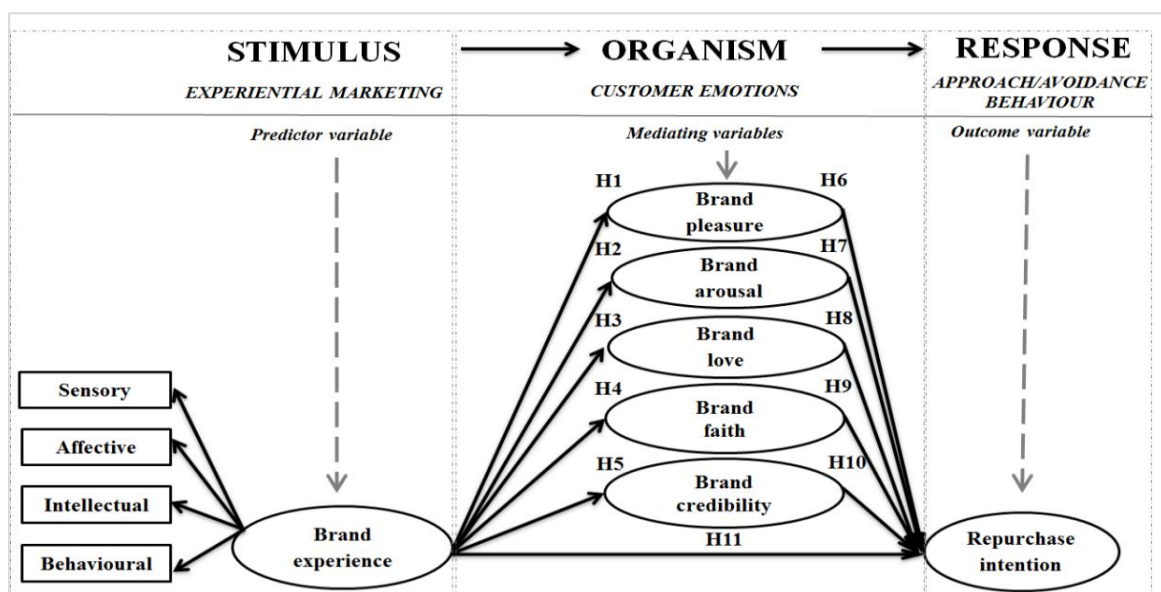 STIMULUS
ORGANISM
RESPONSE
EXPERIENTIAL MARKETING
CUSTOMER EMOTIONS
APPROACH/AVOIDANCE
BEHAVIOUR
Predictor variable
Mediating variables
Outcome variable
H1
H6
Brand
pleasure
H2
H7
Brand
arousal
H3
H8
Brand
love
H4
H9
Brand
faith
H5
H10
Brand
credibility
H11
Sensory
Affective
Intellectual
Behavioural
Brand
experience
Repurchase
intention